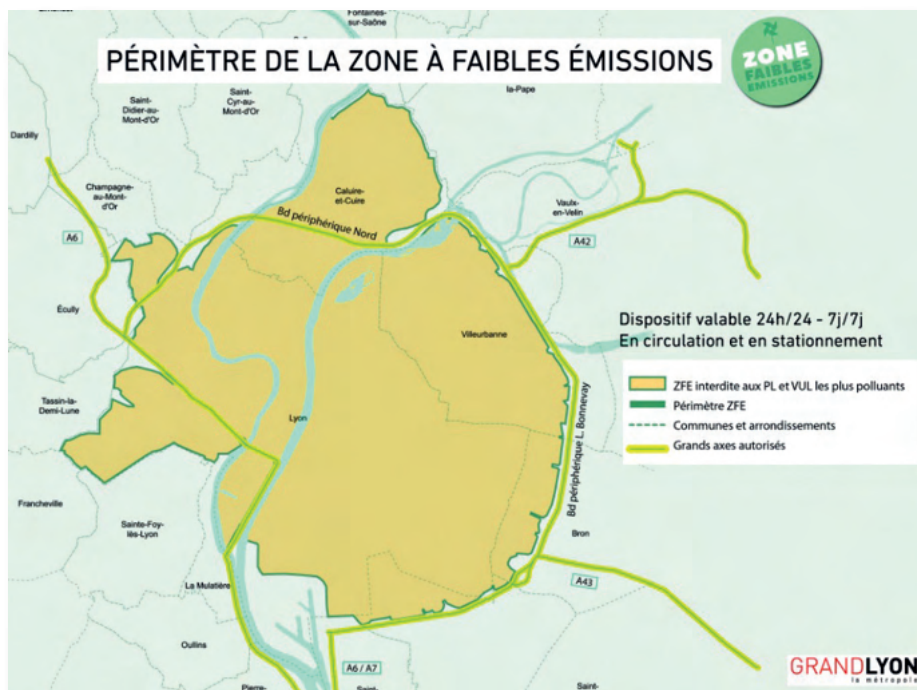 Fontaines-
sur-Saône
PÉRIMÈTRE DE LA ZONE À FAIBLES ÉMISSIONS
ZONE
FAIBLES
EMISSIONS
la-Pape
Saint-
Didier-au-
Mont-d'Or
Saint-
Cyr-au-
Mont-d'Or
Dardilly
Champagne-
au-Mont-
d'Or
Caluire-
et-Cuire
Vaulx-
en-Velin
Bd périphérique Nord
A6
A42
Écully
Villeurbanne
Dispositif valable 24h/24 - 7j/7j
En circulation et en stationnement
ZFE interdite aux PL et VUL les plus polluants
Périmètre ZFE
Communes et arrondissements
Grands axes autorisés
Tassin-la-
Demi-Lune
Lyon
Bd périphérique L. Bonnevay
Francheville
Sainte-Foy-
lès-Lyon
Bron
La Mulatière
A43
Oullins
A6 / A7
Pierre-
Saint-
Saint-
GRANDLYON
la métropole